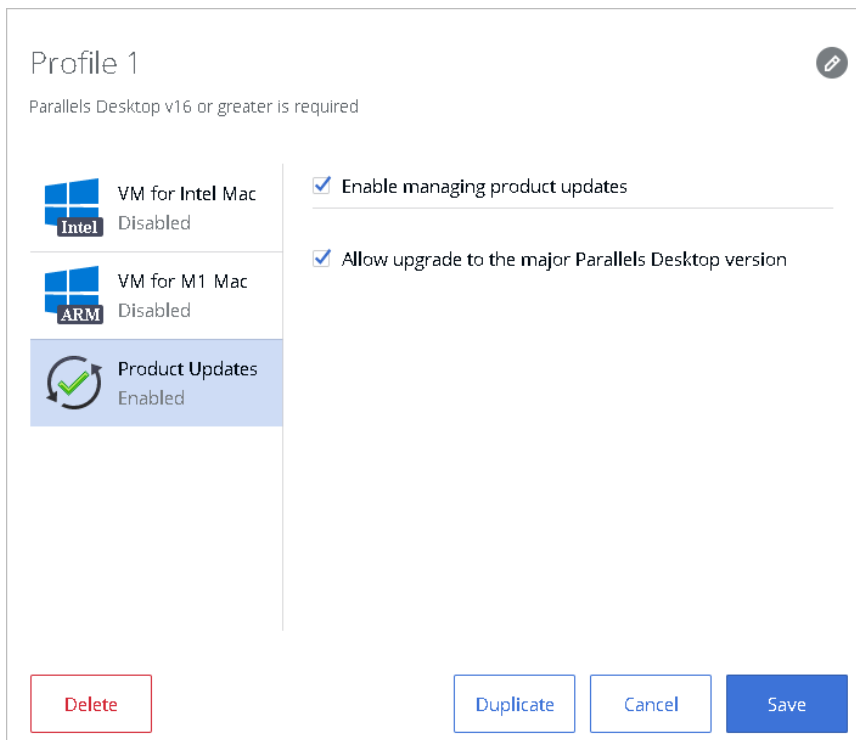 Profile 1
Parallels Desktop v16 or greater is required
VM for Intel Mac
Disabled
Intel
VM for M1 Mac
Disabled
ARM
Product Updates
Enabled
Enable managing product updates
Allow upgrade to the major Parallels Desktop version
Delete
Duplicate
Cancel
Save